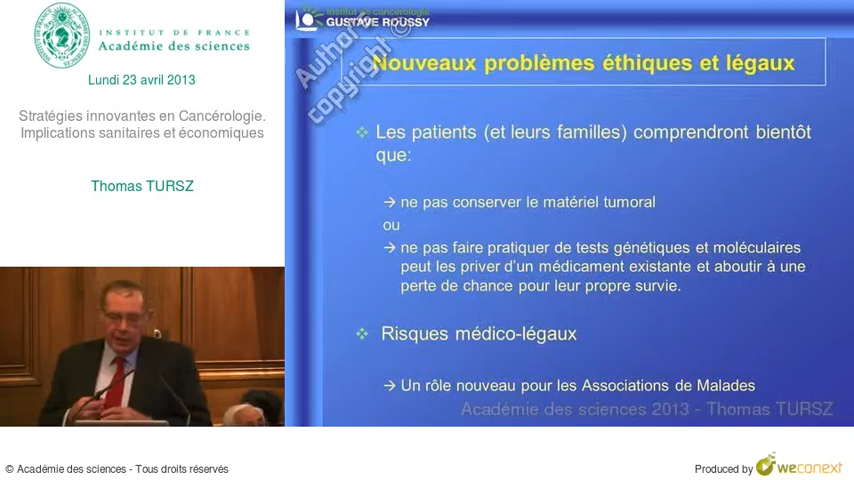 INSTITUT DE FRANCE
Académie des sciences
Lundi 23 avril 2013
Stratégies innovantes en Cancérologie.
Implications sanitaires et économiques
Thomas TURSZ
institut de cancérologie
GUSTAVE ROUSSY
Author's
copyright ©
Nouveaux problèmes éthiques et légaux
Les patients (et leurs familles) comprendront bientôt
que:
→ ne pas conserver le matériel tumoral
ou
→ ne pas faire pratiquer de tests génétiques et moléculaires
peut les priver d'un médicament existante et aboutir à une
perte de chance pour leur propre survie.
Risques médico-légaux
→ Un rôle nouveau pour les Associations de Malades
Académie des sciences 2013 - Thomas TURSZ
© Académie des sciences - Tous droits réservés
Produced by weconext